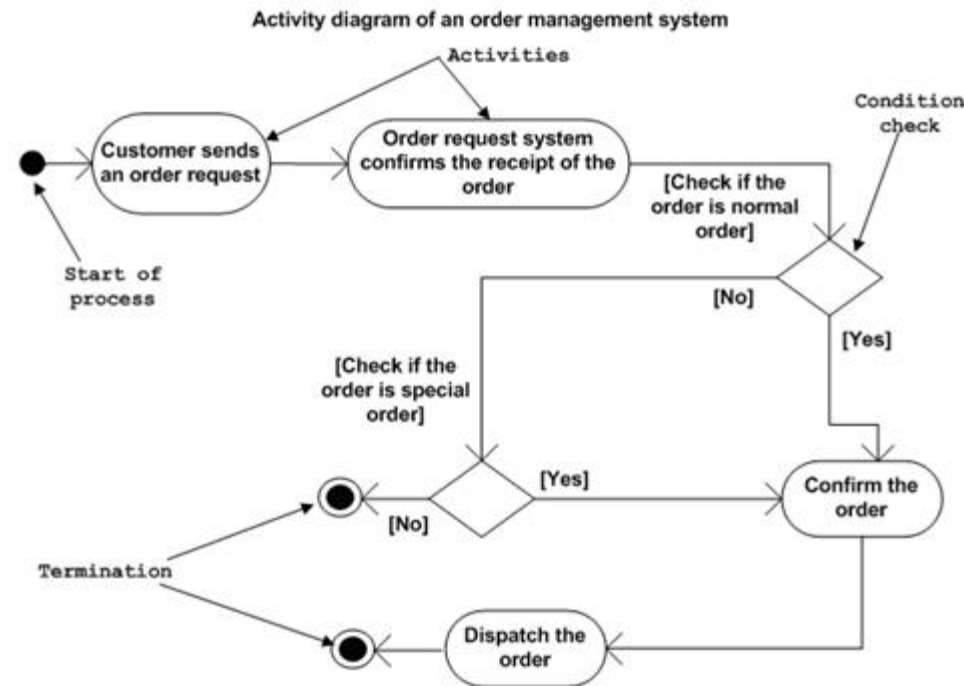 Activity diagram of an order management system
Activities
Condition
check
Customer sends
an order request
Order request system
confirms the receipt of the
order
[Check if the
order is normal
order]
Start of
process
[No]
[Yes]
[Check if the
order is special
order]
[Yes]
[No]
Confirm the
order
Termination
Dispatch the
order